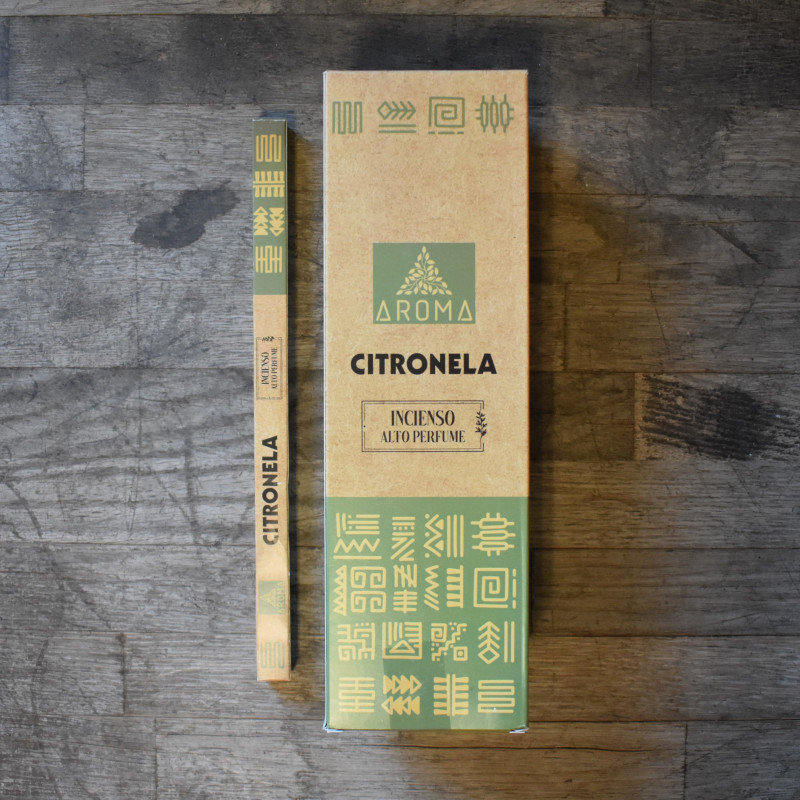 AROMA
CITRONELA
INCIENSO
ALTO PERFUME
INCIENSO
ALTO PERFUME
CITRONELA